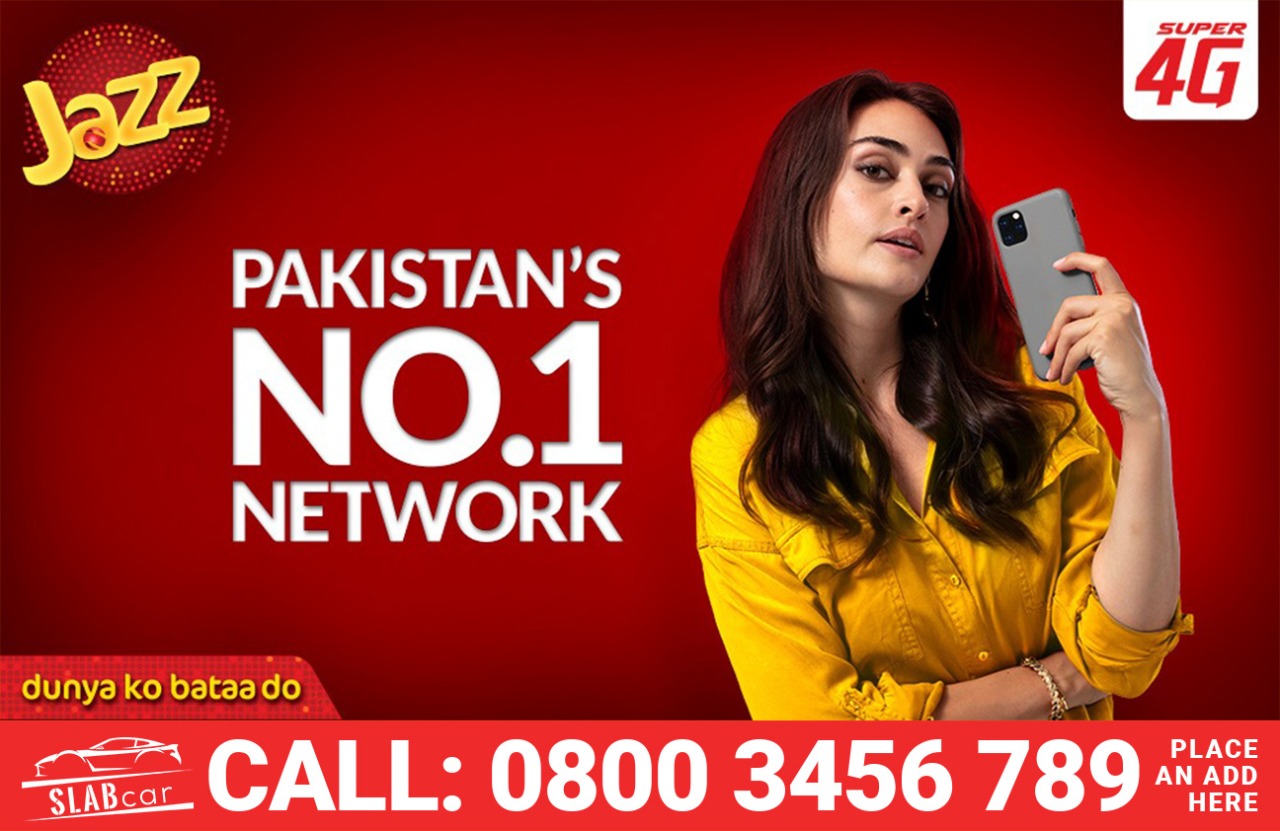 Jazz
SUPER
4G
PAKISTAN'S
NO.1
NETWORK
dunya ko bataa do
SLABcar
CALL: 0800 3456 789
PLACE
AN ADD
HERE